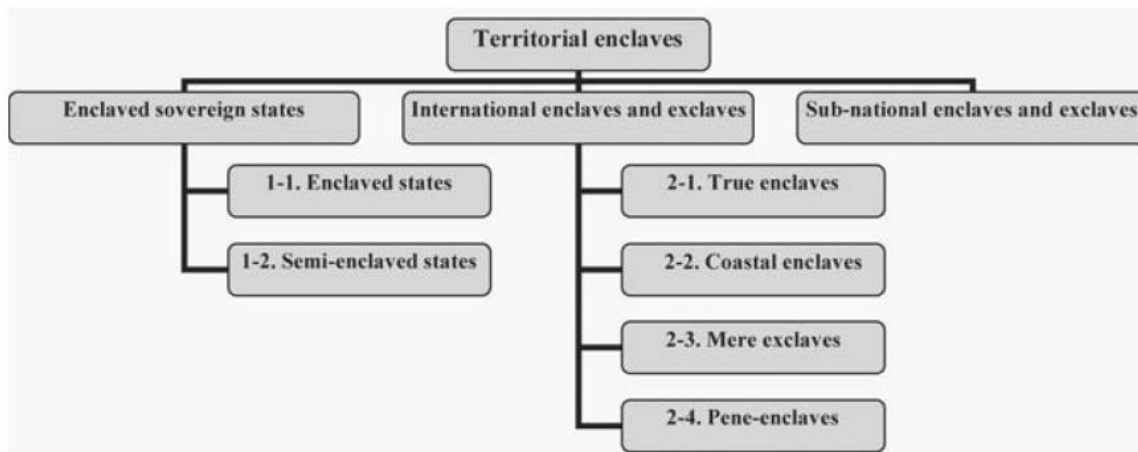 Territorial enclaves
Enclaved sovereign states
International enclaves and exclaves
Sub-national enclaves and exclaves
1-1. Enclaved states
2-1. True enclaves
1-2. Semi-enclaved states
2-2. Coastal enclaves
2-3. Mere exclaves
2-4. Pene-enclaves